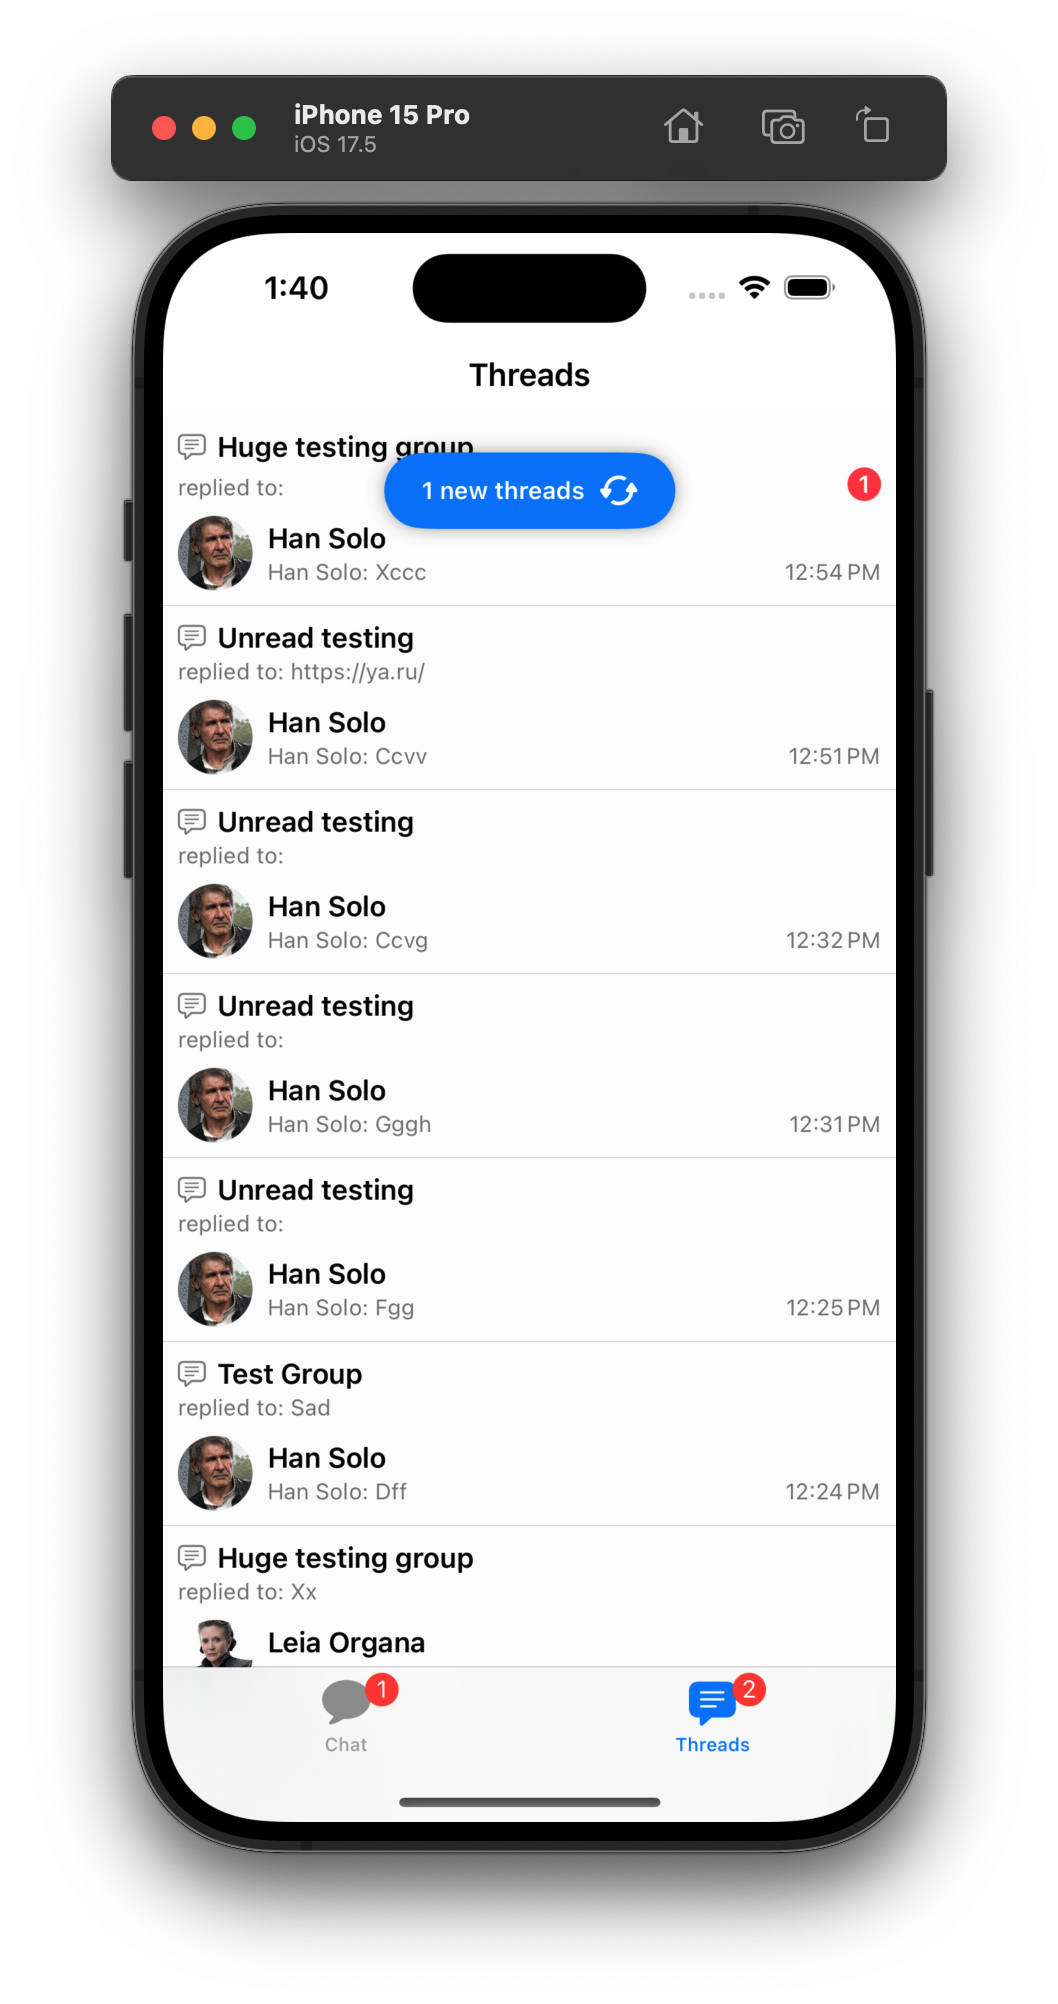 iPhone 15 Pro
iOS 17.5
1:40
Threads
Huge testing group
1 new threads
replied to:
1
Han Solo
Han Solo: Xccc
12:54 PM
Unread testing
replied to: https://ya.ru/
Han Solo
Han Solo: Ccvv
12:51 PM
Unread testing
replied to:
Han Solo
Han Solo: Ccvg
12:32 PM
Unread testing
replied to:
Han Solo
Han Solo: Gggh
12:31 PM
Unread testing
replied to:
Han Solo
Han Solo: Fgg
12:25 PM
Test Group
replied to: Sad
Han Solo
Han Solo: Dff
12:24 PM
Huge testing group
replied to: Xx
Leia Organa
1
2
Chat
Threads